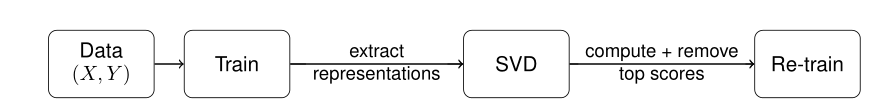 Data
(X, Y)
Train
extract
representations
SVD
compute + remove
top scores
Re-train